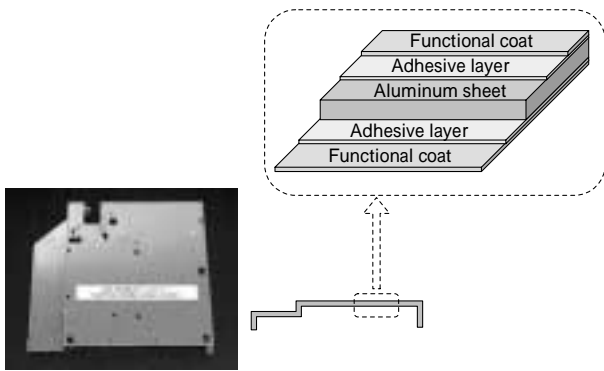 Functional coat
Adhesive layer
Aluminum sheet
Adhesive layer
Functional coat